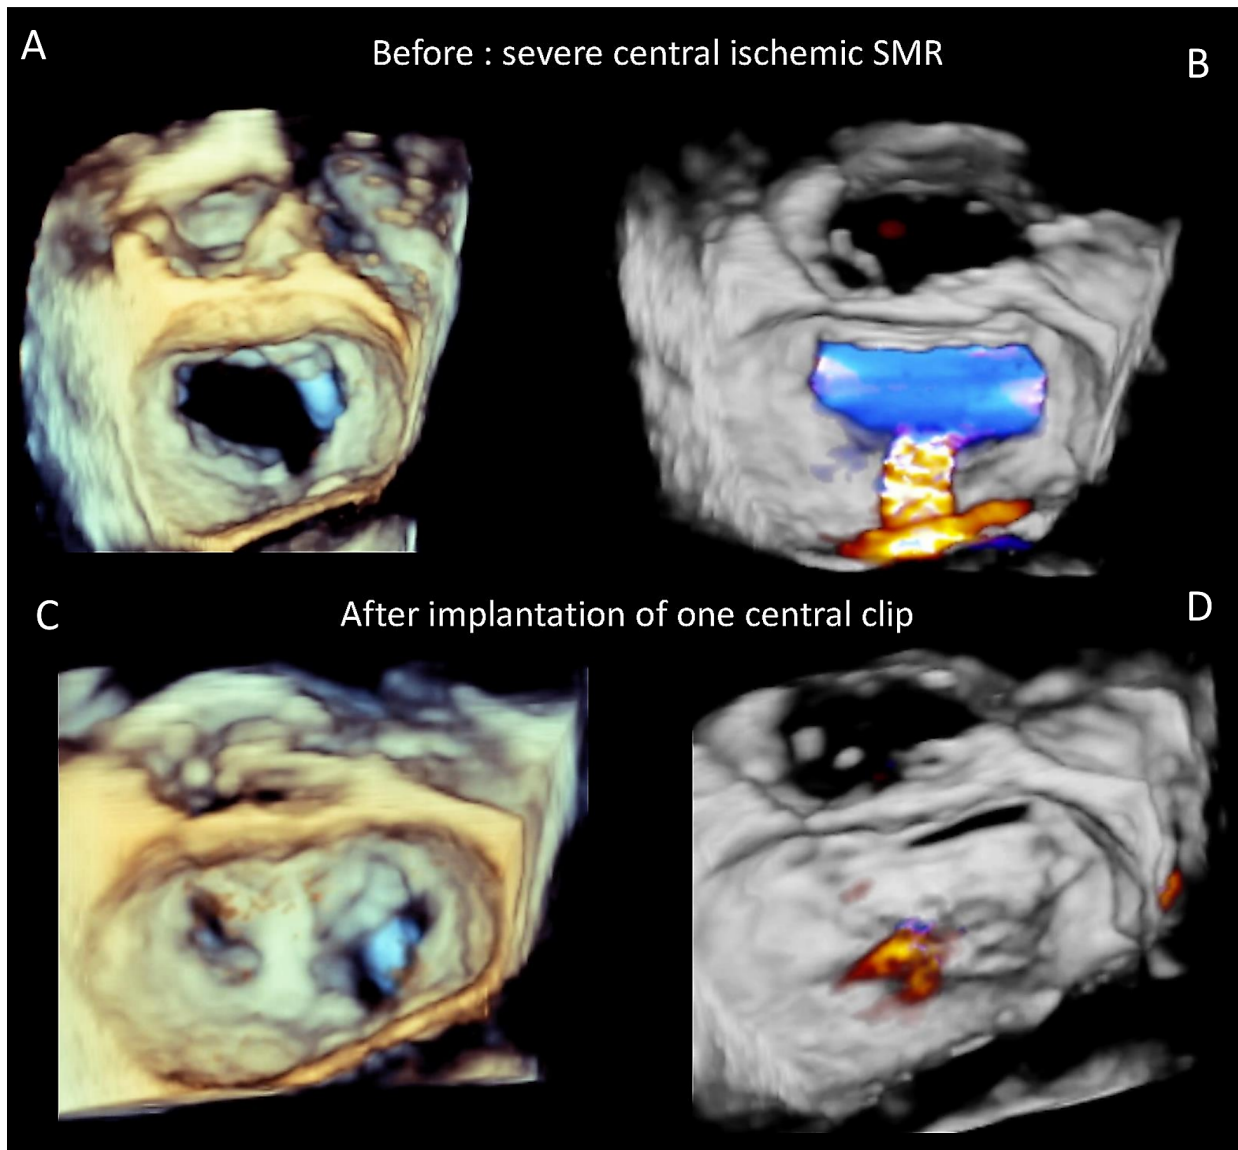 A
Before : severe central ischemic SMR
B
C
After implantation of one central clip
D